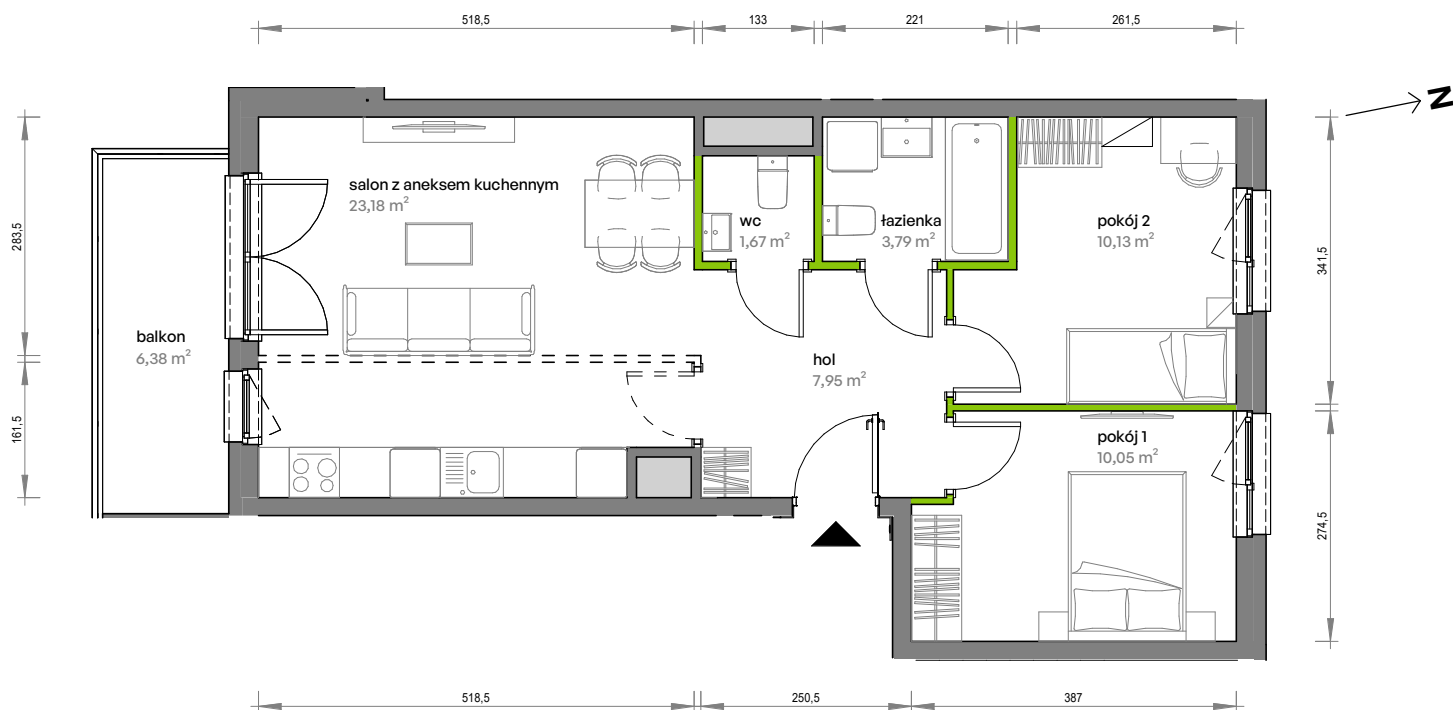 518,5
133
221
261,5
N
283,5
161,5
341,5
274,5
salon z aneksem kuchennym
23,18 m²
wc
1,67 m²
łazienka
3,79 m²
pokój 2
10,13 m²
balkon
6,38 m²
hol
7,95 m²
pokój 1
10,05 m²
518,5
250,5
387